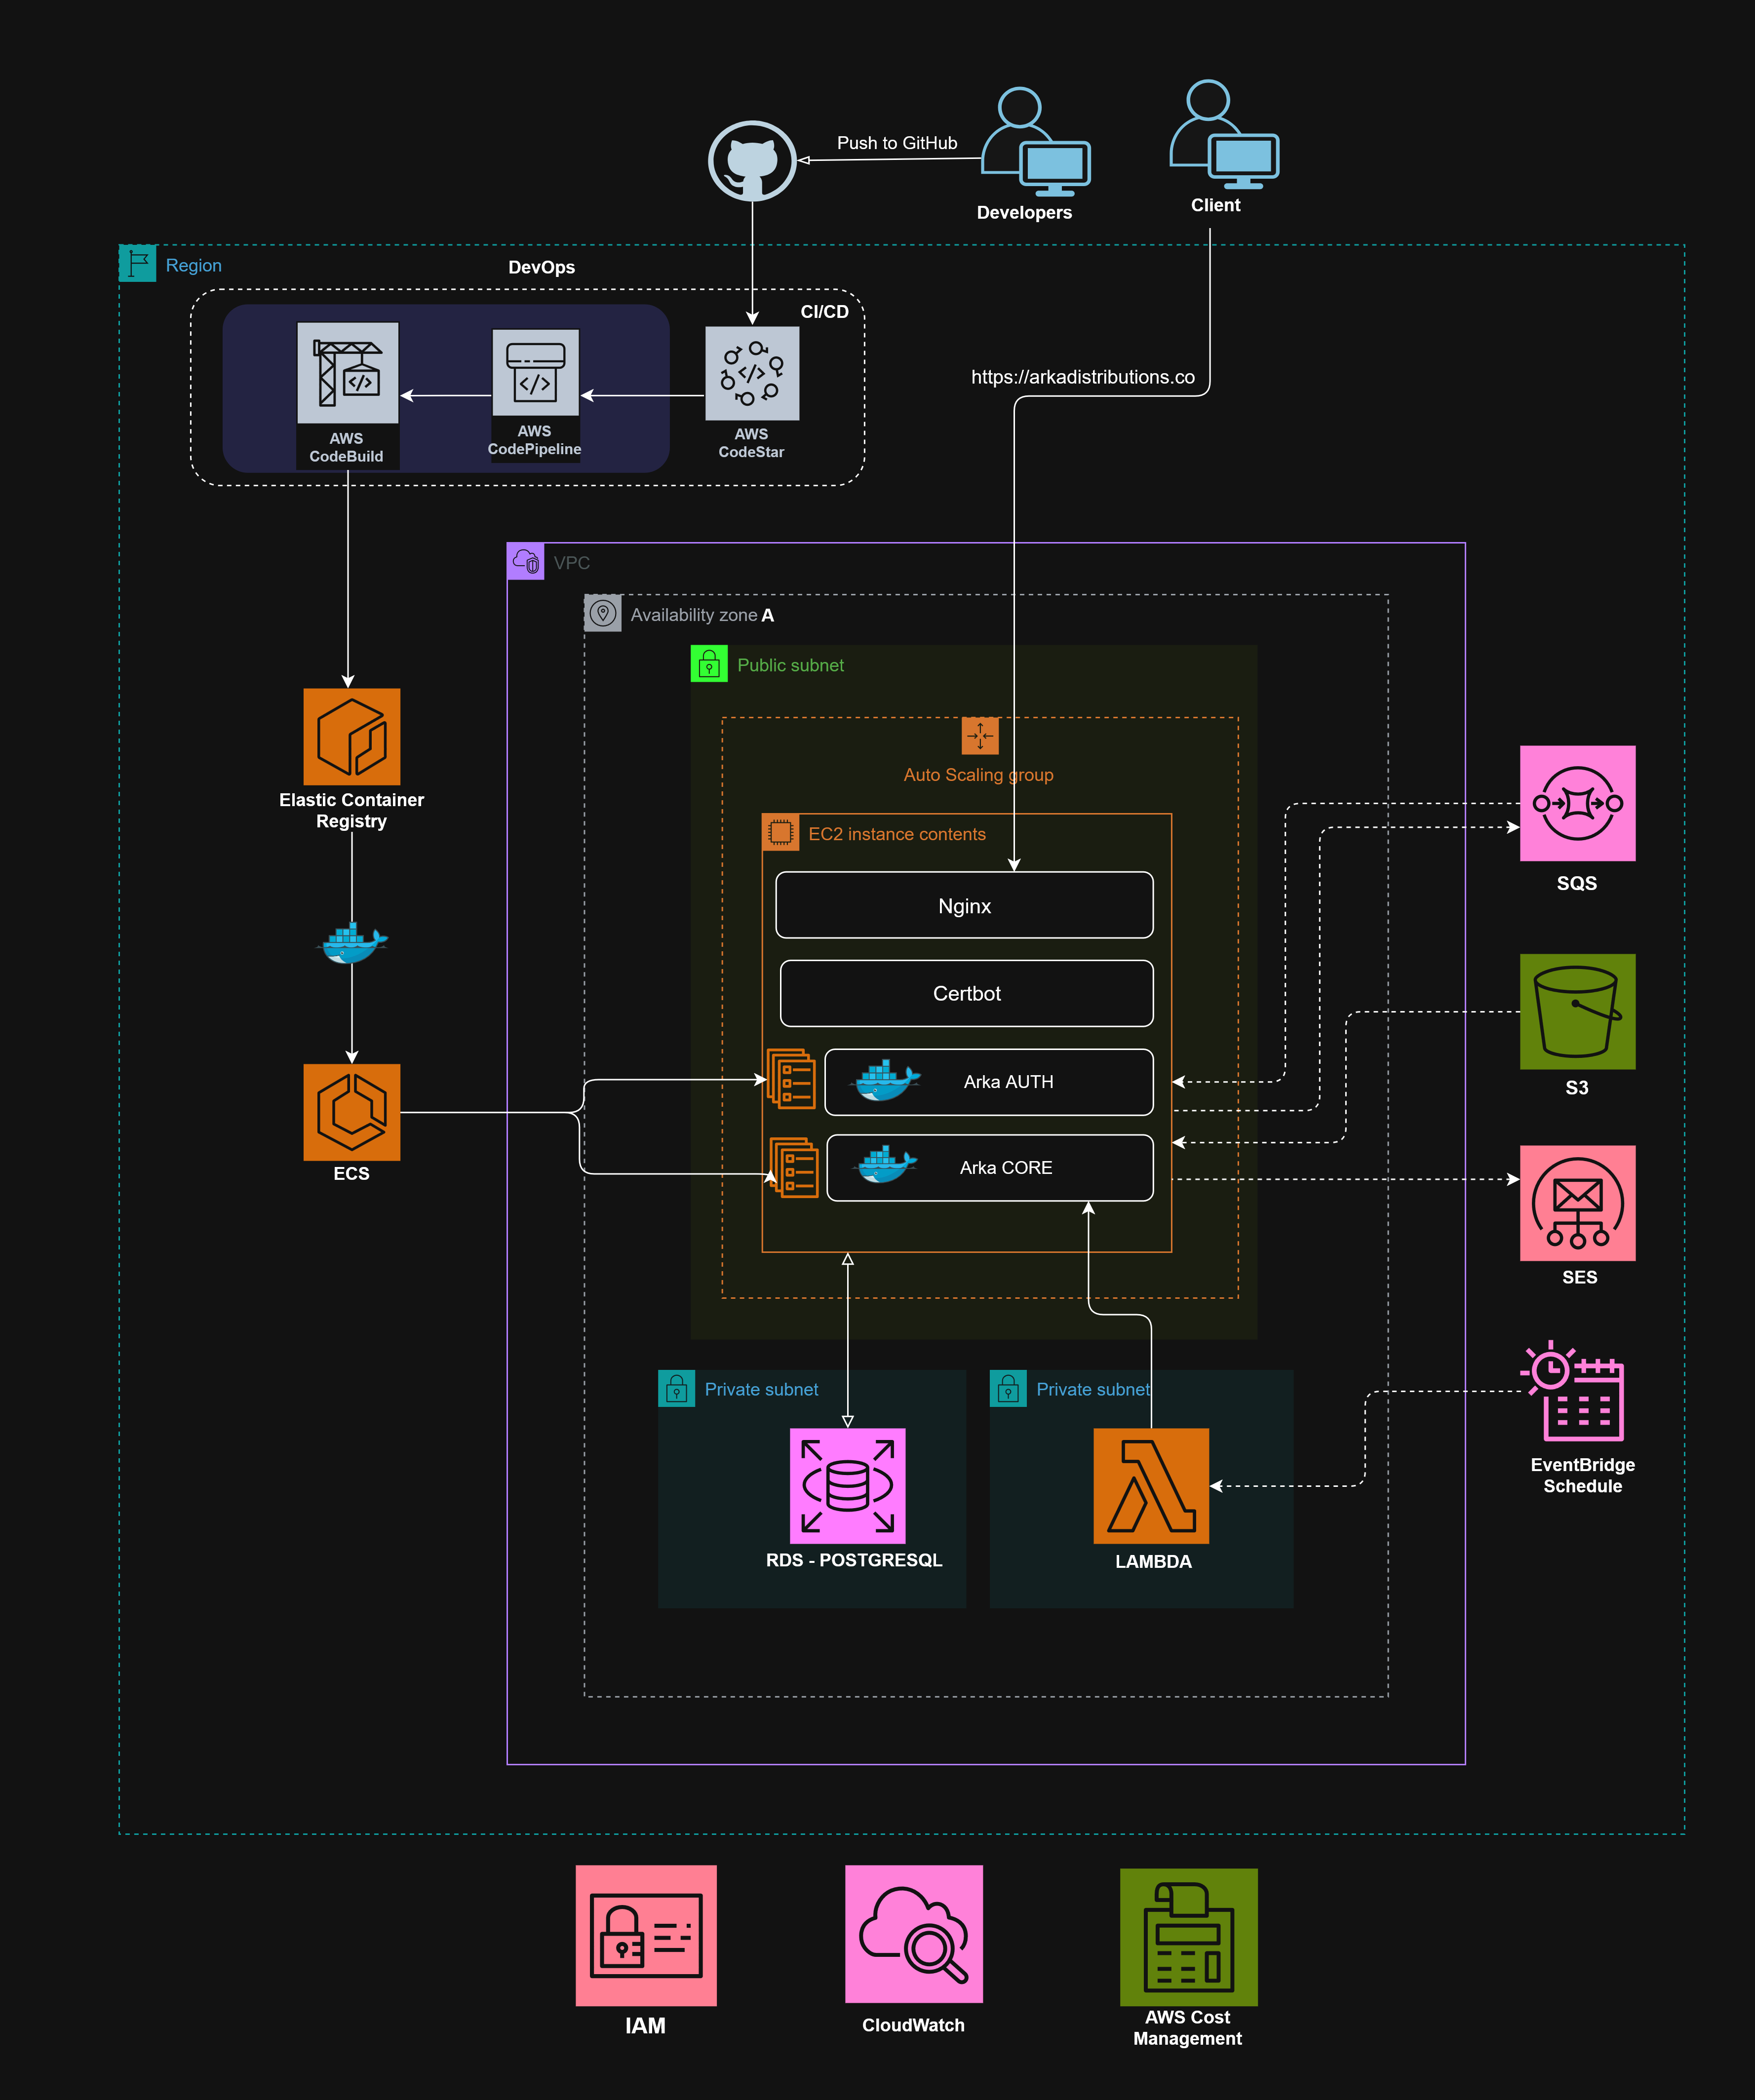 Push to GitHub
Developers
Client
Region
DevOps
CI/CD
AWS
CodeBuild
AWS
CodePipeline
AWS
CodeStar
https://arkadistributions.co
VPC
Availability zone A
Public subnet
Auto Scaling group
EC2 instance contents
Nginx
Certbot
Arka AUTH
Arka CORE
Elastic Container
Registry
ECS
SQS
S3
SES
EventBridge
Schedule
Private subnet
RDS - POSTGRESQL
Private subnet
LAMBDA
IAM
CloudWatch
AWS Cost
Management